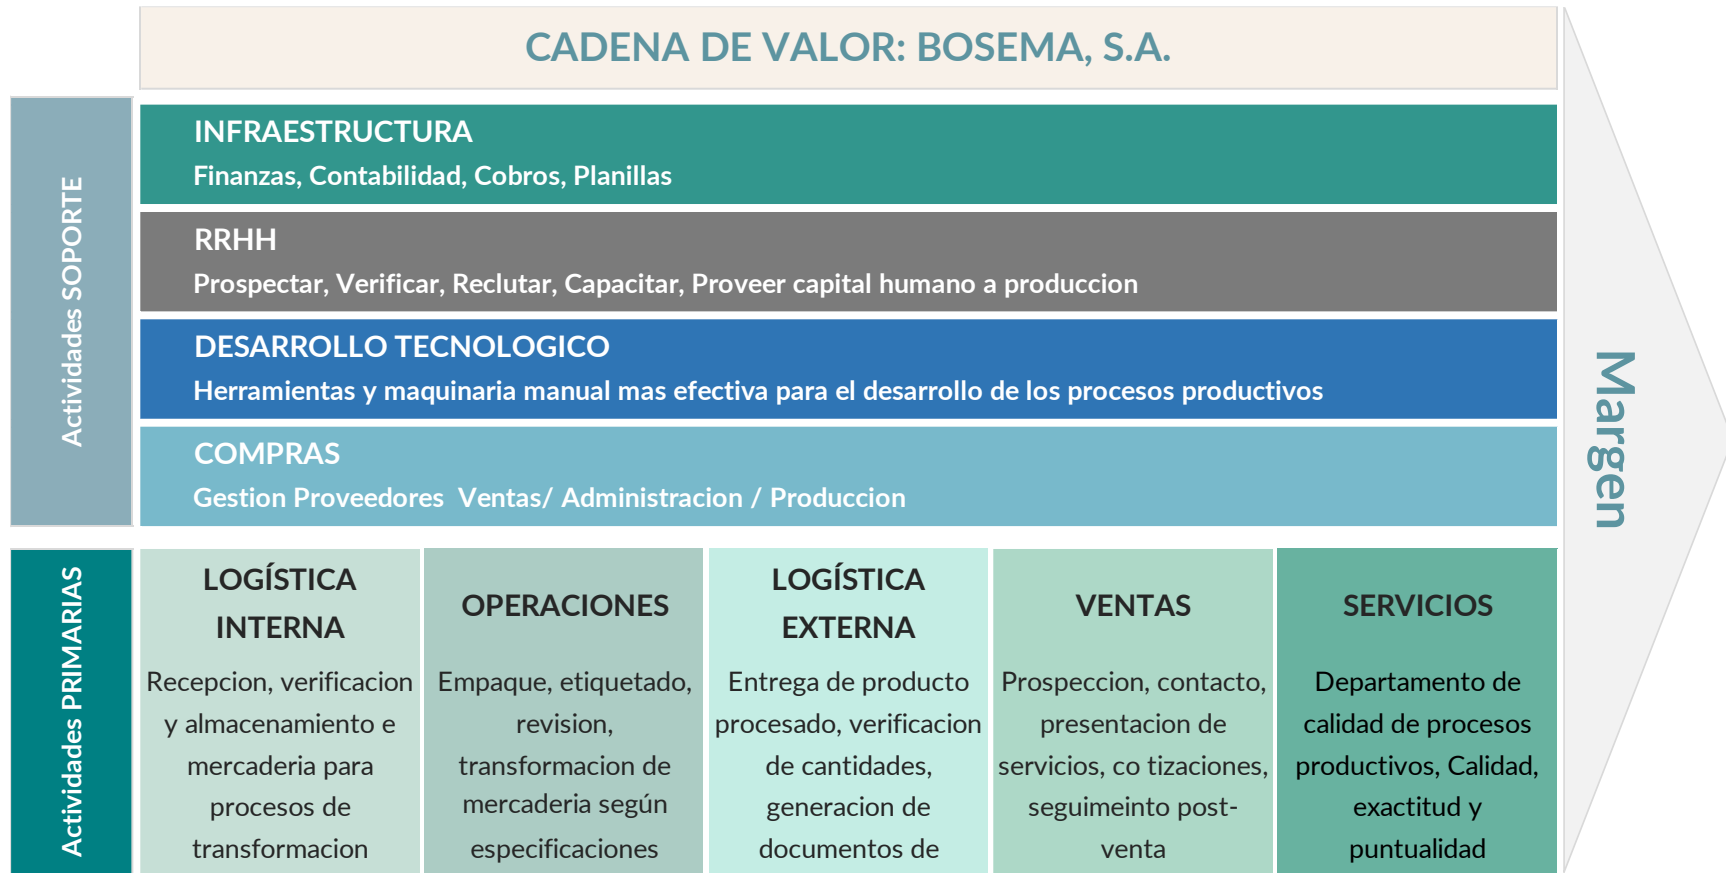 CADENA DE VALOR: BOSEMA, S.A.
Actividades SOPORTE
INFRAESTRUCTURA
Finanzas, Contabilidad, Cobros, Planillas
RRHH
Prospectar, Verificar, Reclutar, Capacitar, Proveer capital humano a produccion
DESARROLLO TECNOLOGICO
Herramientas y maquinaria manual mas efectiva para el desarrollo de los procesos productivos
COMPRAS
Gestion Proveedores  Ventas/ Administracion / Produccion
Margen
Actividades PRIMARIAS
LOGÍSTICA
INTERNA
Recepcion, verificacion
y almacenamiento e
mercaderia para
procesos de
transformacion
OPERACIONES
Empaque, etiquetado,
revision,
transformacion de
mercaderia según
especificaciones
LOGÍSTICA
EXTERNA
Entrega de producto
procesado, verificacion
de cantidades,
generacion de
documentos de
VENTAS
Prospeccion, contacto,
presentacion de
servicios, co tizaciones,
seguimeinto post-
venta
SERVICIOS
Departamento de
calidad de procesos
productivos, Calidad,
exactitud y
puntualidad